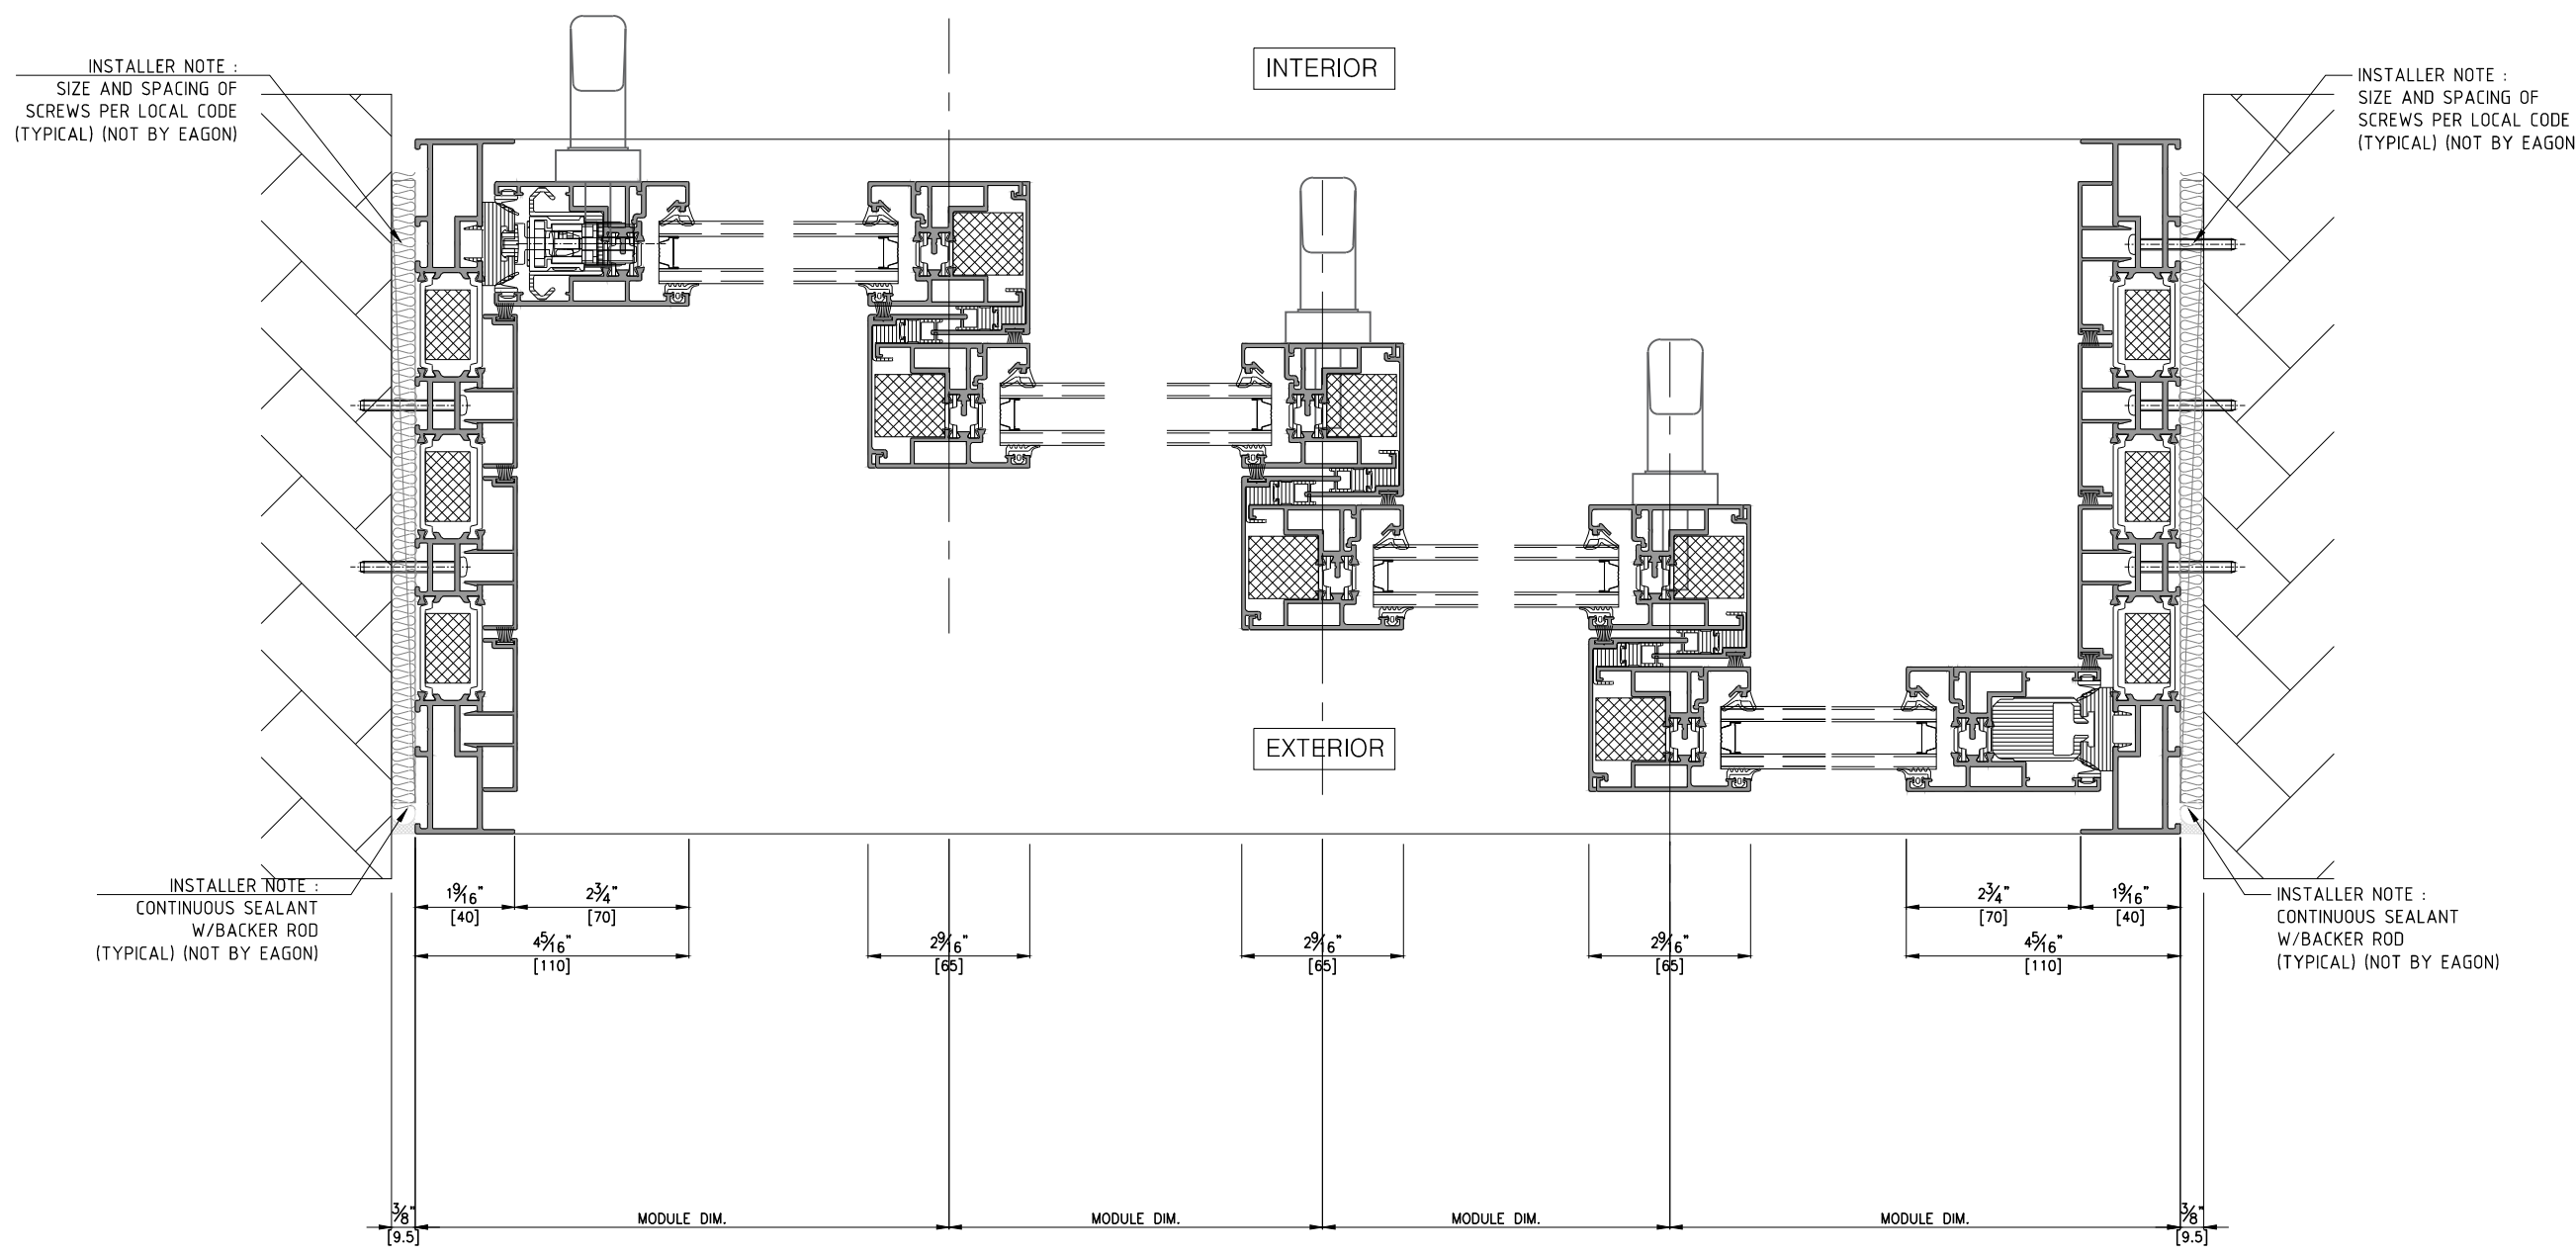 INTERIOR
INSTALLER NOTE :
SIZE AND SPACING OF
SCREWS PER LOCAL CODE
(TYPICAL) (NOT BY EAGON)
INSTALLER NOTE :
SIZE AND SPACING OF
SCREWS PER LOCAL CODE
(TYPICAL) (NOT BY EAGON
EXTERIOR
INSTALLER NOTE :
CONTINUOUS SEALANT
W/BACKER ROD
(TYPICAL) (NOT BY EAGON)
INSTALLER NOTE :
CONTINUOUS SEALANT
W/BACKER ROD
(TYPICAL) (NOT BY EAGON)
1 9/16" 2 3/4" 2 3/4" 1 9/16"
[40] [70] [70] [40]
4 5/16" 2 9/16" 2 9/16" 2 9/16" 4 5/16"
[110] [65] [65] [65] [110]
3/8" MODULE DIM. MODULE DIM. MODULE DIM. MODULE DIM. 3/8"
[9.5] [9.5]